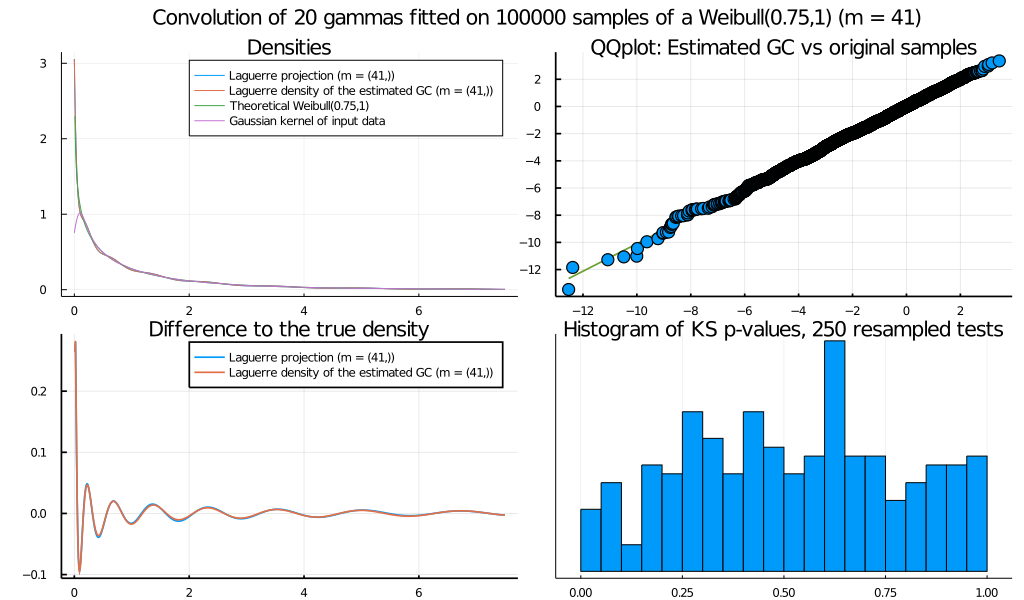 Convolution of 20 gammas fitted on 100000 samples of a Weibull(0.75,1) (m = 41)
Densities
Laguerre projection (m = (41,))
Laguerre density of the estimated GC (m = (41,))
Theoretical Weibull(0.75,1)
Gaussian kernel of input data
3
2
1
0
0 2 4 6
QQplot: Estimated GC vs original samples
2
0
−2
−4
−6
−8
−10
−12
−12 −10 −8 −6 −4 −2 0 2
Difference to the true density
Laguerre projection (m = (41,))
Laguerre density of the estimated GC (m = (41,))
0.2
0.1
0.0
−0.1
0 2 4 6
Histogram of KS p-values, 250 resampled tests
0.00 0.25 0.50 0.75 1.00